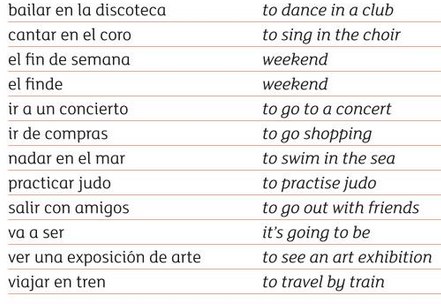 bailar en la discoteca to dance in a club
cantar en el coro to sing in the choir
el fin de semana weekend
el finde weekend
ir a un concierto to go to a concert
ir de compras to go shopping
nadar en el mar to swim in the sea
practicar judo to practise judo
salir con amigos to go out with friends
va a ser it's going to be
ver una exposición de arte to see an art exhibition
viajar en tren to travel by train